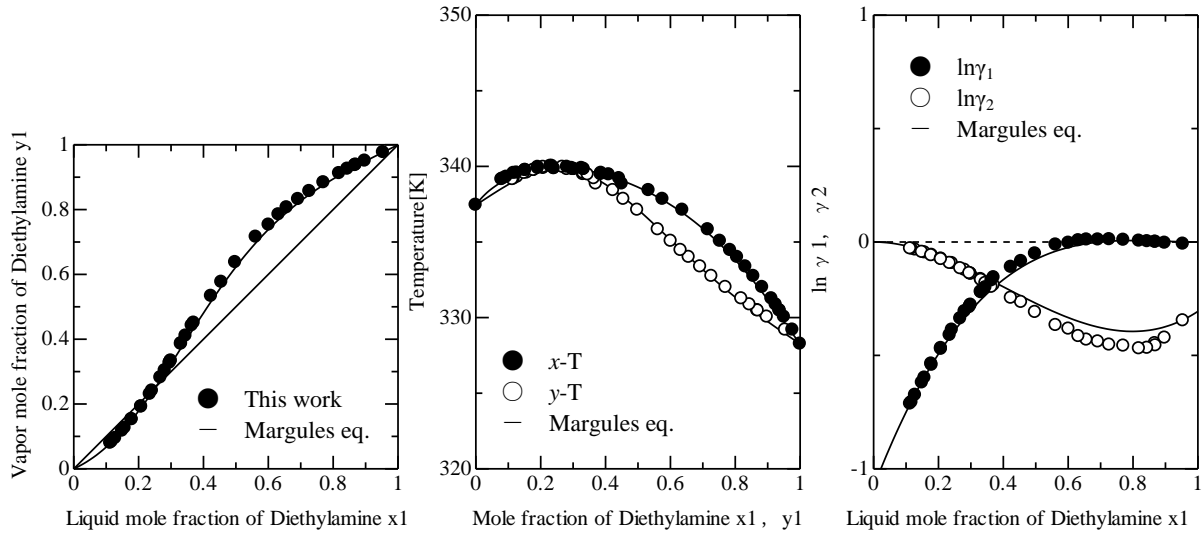 Vapor mole fraction of Diethylamine y1
1
0.8
0.6
0.4
0.2
0
0 0.2 0.4 0.6 0.8 1
This work
Margules eq.
Liquid mole fraction of Diethylamine x1
Temperature[K]
350
340
330
320
0 0.2 0.4 0.6 0.8 1
x-T
y-T
Margules eq.
Mole fraction of Diethylamine x1, y1
ln γ 1, γ 2
1
0
-1
0 0.2 0.4 0.6 0.8 1
lnγ1
lnγ2
Margules eq.
Liquid mole fraction of Diethylamine x1